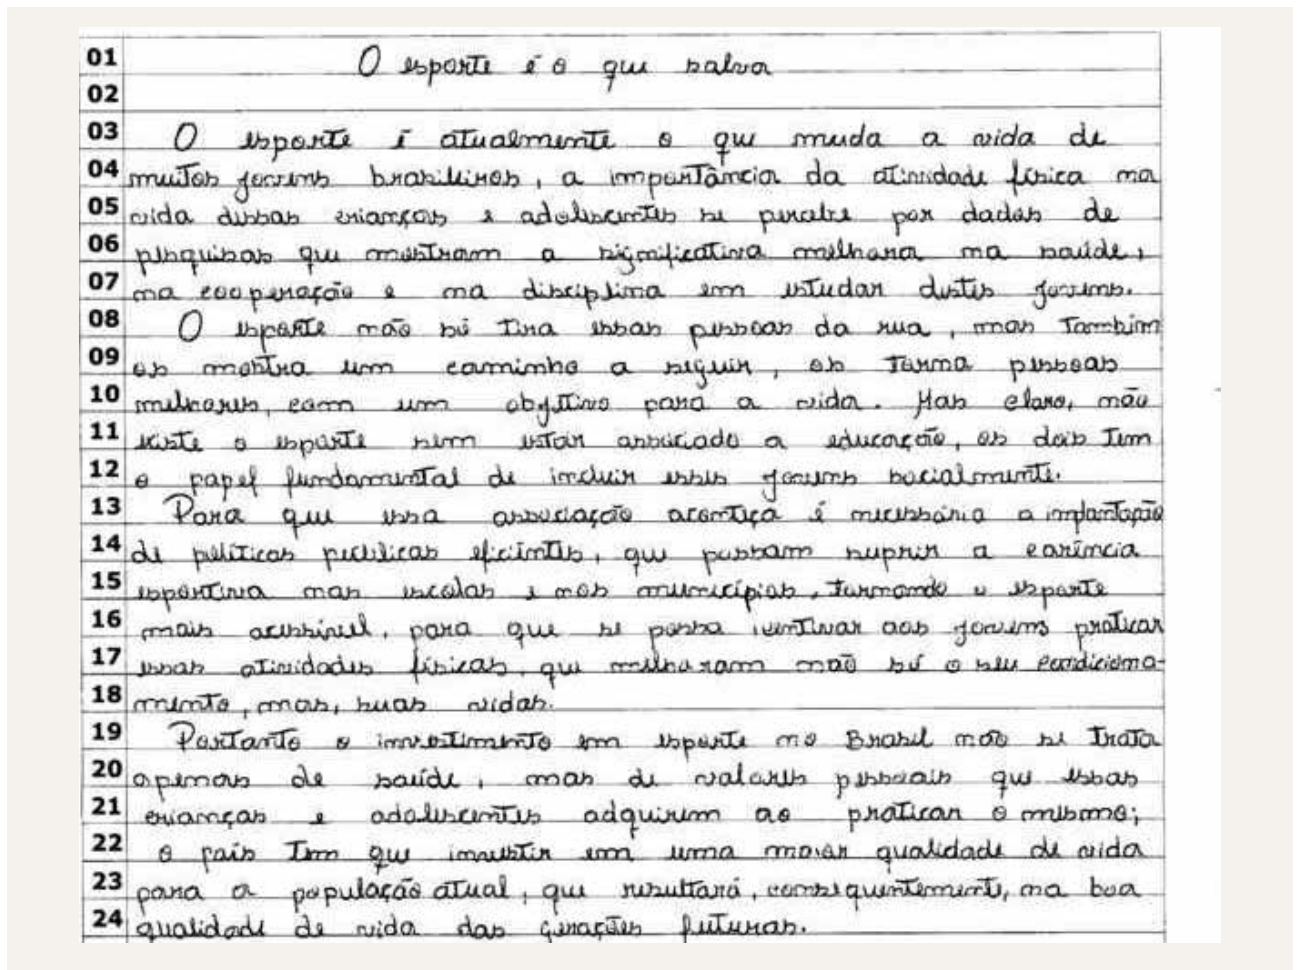 01 O esporte é o que salva
02
03 O esporte é atualmente o que muda a vida de
04 muitos jovens brasileiros, a importância da atividade física na
05 vida dessas crianças e adolescentes se percebe por dados de
06 pesquisas que mostram a significativa melhora na saúde,
07 na cooperação e na disciplina em estudar destes jovens.
08 O esporte não só tira essas pessoas da rua, mas também
09 os mostra um caminho a seguir, os torna pessoas
10 melhores, com um objetivo para a vida. Mas claro, não
11 existe o esporte sem estar associado a educação, os dois tem
12 o papel fundamental de incluir esses jovens socialmente.
13 Para que essa associação aconteça é necessária a implantação
14 de políticas publicas eficientes, que possam suprir a carência
15 esportiva nas escolas e nos municípios, tornando o esporte
16 mais acessível, para que se possa icentivar aos jovens praticar
17 essas atividades físicas, que melhoram não só o seu condiciona-
18 mento, mas, suas vidas.
19 Portanto o investimento em esporte no Brasil não se trata
20 apenas de saúde, mas de valores pessoais que essas
21 crianças e adolescentes adquirem ao praticar o mesmo;
22 o país tem que investir em uma maior qualidade de vida
23 para a população atual, que resultará, consequentemente, na boa
24 qualidade de vida das gerações futuras.